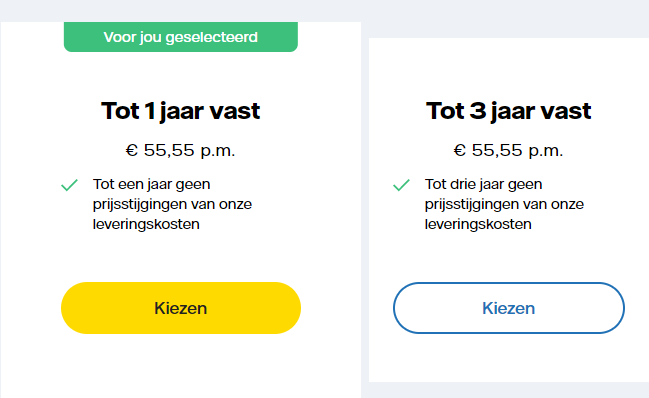 Voor jou geselecteerd
Tot 1 jaar vast
€ 55,55 p.m.
Tot een jaar geen
prijsstijgingen van onze
leveringskosten
Kiezen
Tot 3 jaar vast
€ 55,55 p.m.
Tot drie jaar geen
prijsstijgingen van onze
leveringskosten
Kiezen